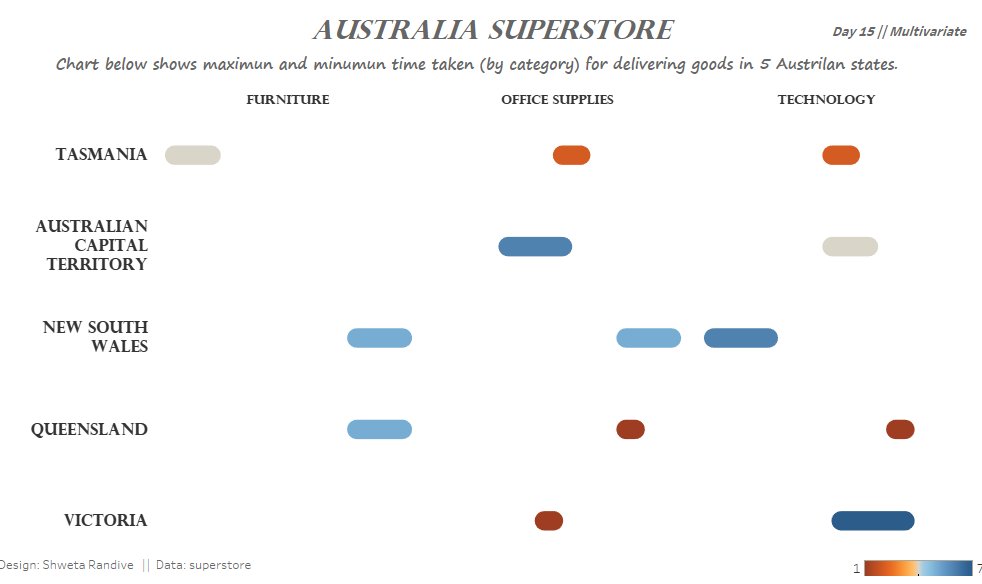 AUSTRALIA SUPERSTORE
Day 15 || Multivariate
Chart below shows maximun and minumun time taken (by category) for delivering goods in 5 Austrilan states.
FURNITURE OFFICE SUPPLIES TECHNOLOGY
TASMANIA
AUSTRALIAN
CAPITAL
TERRITORY
NEW SOUTH
WALES
QUEENSLAND
VICTORIA
Design: Shweta Randive || Data: superstore
1 7